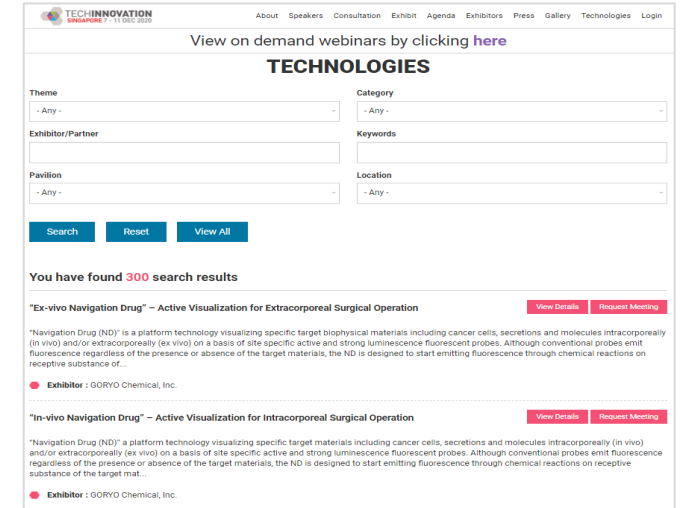 TECHINNOVATION
SINGAPORE 7 - 11 DEC 2020
About Speakers Consultation Exhibit Agenda Exhibitors Press Gallery Technologies Login
View on demand webinars by clicking here
TECHNOLOGIES
Theme
Category
- Any -
- Any -
Exhibitor/Partner
Keywords
Pavilion
Location
- Any -
- Any -
Search Reset View All
You have found 300 search results
"Ex-vivo Navigation Drug" – Active Visualization for Extracorporeal Surgical Operation
View Details Request Meeting
"Navigation Drug (ND)" is a platform technology visualizing specific target biophysical materials including cancer cells, secretions and molecules intracorporeally
(in vivo) and/or extracorporeally (ex vivo) on a basis of site specific active and strong luminescence fluorescent probes. Although conventional probes emit
fluorescence regardless of the presence or absence of the target materials, the ND is designed to start emitting fluorescence through chemical reactions on
receptive substance of...
Exhibitor : GORYO Chemical, Inc.
"In-vivo Navigation Drug" – Active Visualization for Intracorporeal Surgical Operation
View Details Request Meeting
"Navigation Drug (ND)" a platform technology visualizing specific target materials including cancer cells, secretions and molecules intracorporeally (in vivo)
and/or extracorporeally (ex vivo) on a basis of site specific active and strong luminescence fluorescent probes. Although conventional probes emit fluorescence
regardless of the presence or absence of the target materials, the ND is designed to start emitting fluorescence through chemical reactions on receptive
substance of the target mat...
Exhibitor : GORYO Chemical, Inc.